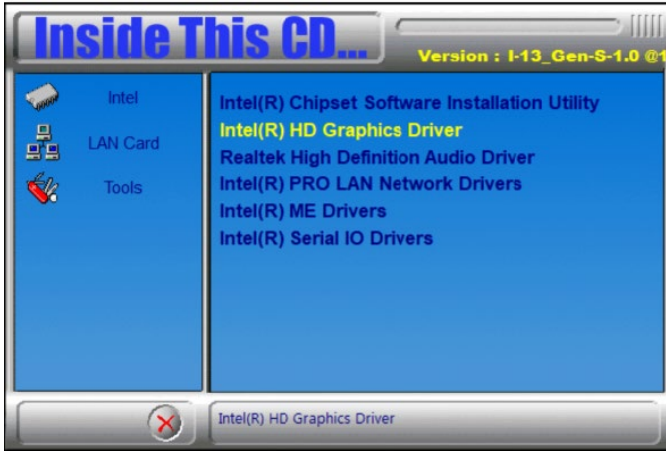 Inside This CD...
Version : I-13_Gen-S-1.0 @1
Intel
LAN Card
Tools
Intel(R) Chipset Software Installation Utility
Intel(R) HD Graphics Driver
Realtek High Definition Audio Driver
Intel(R) PRO LAN Network Drivers
Intel(R) ME Drivers
Intel(R) Serial IO Drivers
Intel(R) HD Graphics Driver